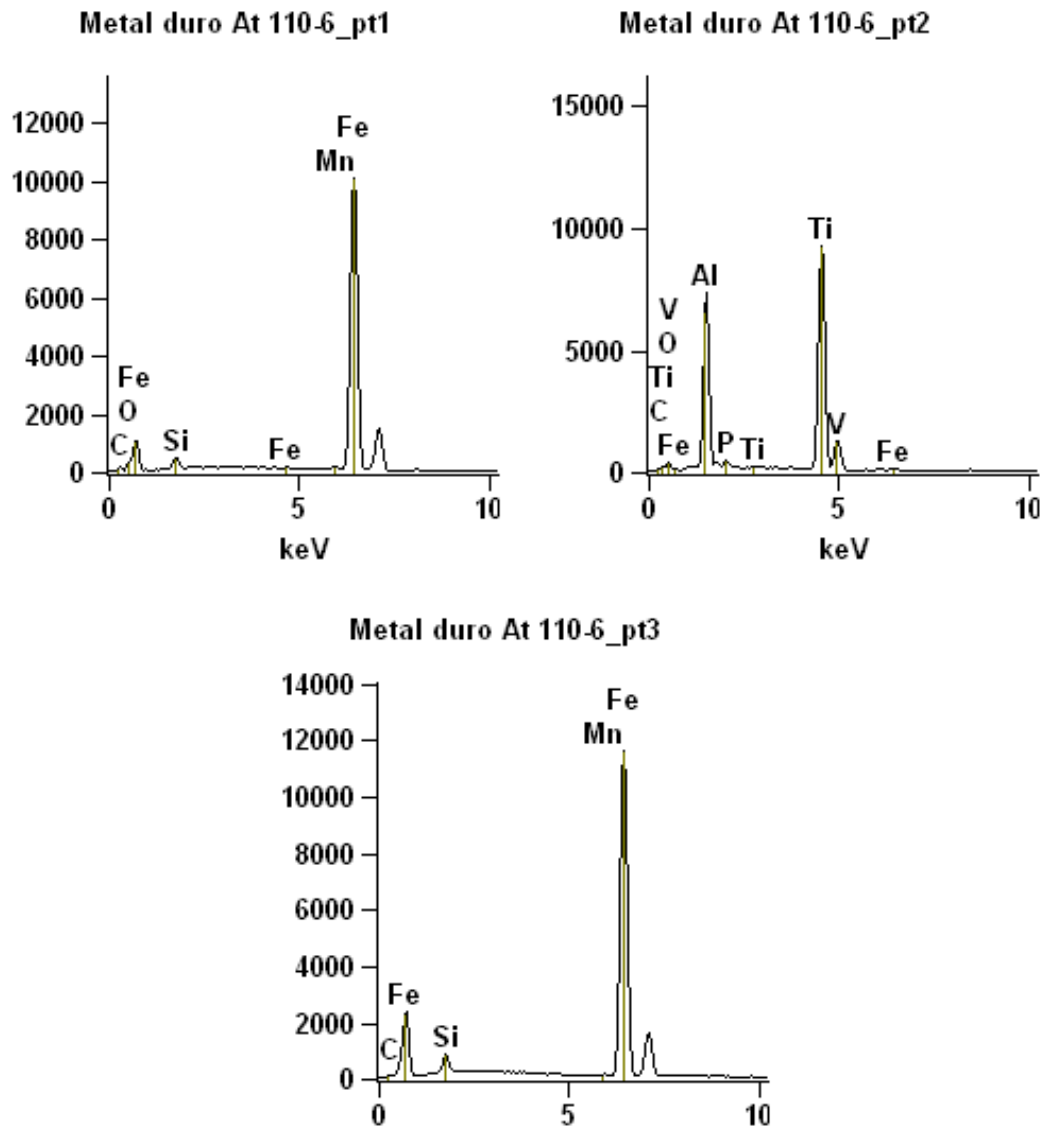 Metal duro At 110-6_pt1
12000
10000
8000
6000
4000
2000
0
Fe
Mn
Fe
O
C
Si
Fe
0 5 10
keV
Metal duro At 110-6_pt2
15000
10000
5000
0
Ti
Al
V
O
Ti
C
Fe
P
Ti
V
Fe
0 5 10
keV
Metal duro At 110-6_pt3
14000
12000
10000
8000
6000
4000
2000
0
Fe
Mn
Fe
C
Si
0 5 10
keV